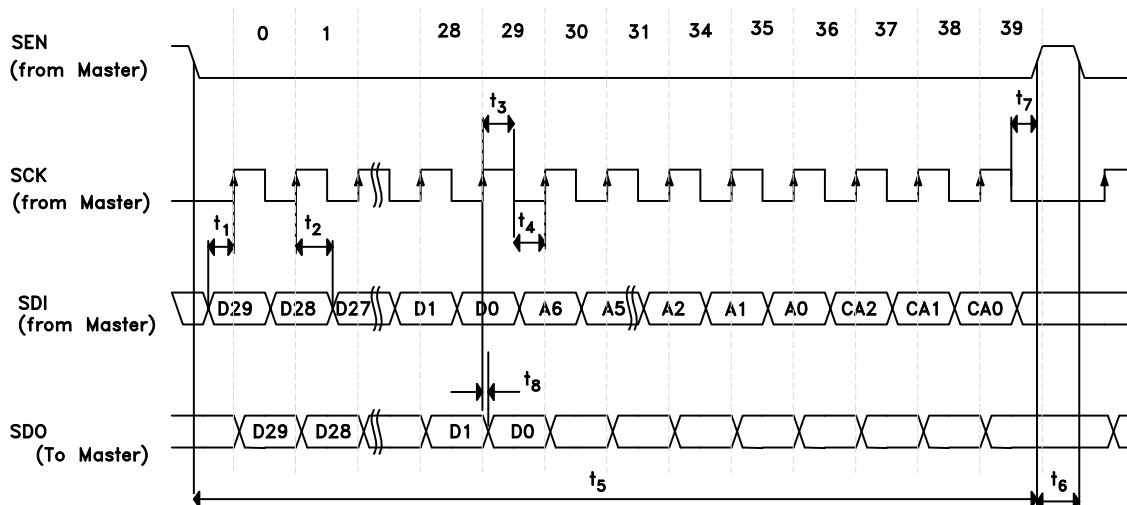 0 1 28 29 30 31 34 35 36 37 38 39
SEN
(from Master)
t3 t7
SCK
(from Master)
t1 t2 t4
SDI
(from Master)
D29 D28 D27 D1 D0 A6 A5 A2 A1 A0 CA2 CA1 CA0
t8
SDO
(To Master)
D29 D28 D1 D0
t5 t6